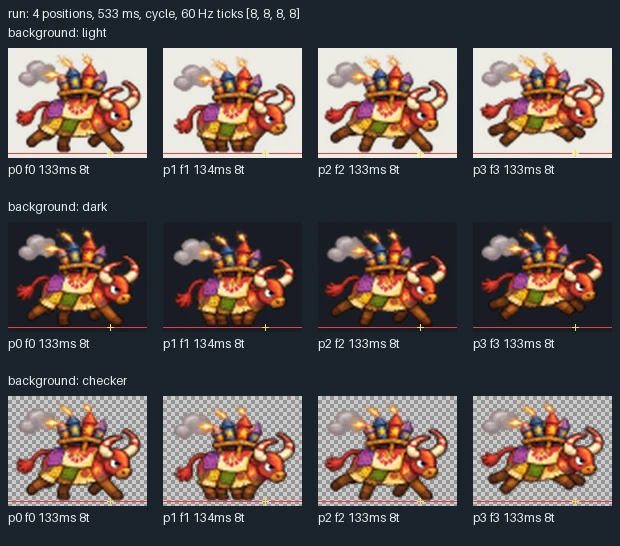 run: 4 positions, 533 ms, cycle, 60 Hz ticks [8, 8, 8, 8]
background: light
p0 f0 133ms 8t
p1 f1 134ms 8t
p2 f2 133ms 8t
p3 f3 133ms 8t
background: dark
p0 f0 133ms 8t
p1 f1 134ms 8t
p2 f2 133ms 8t
p3 f3 133ms 8t
background: checker
p0 f0 133ms 8t
p1 f1 134ms 8t
p2 f2 133ms 8t
p3 f3 133ms 8t